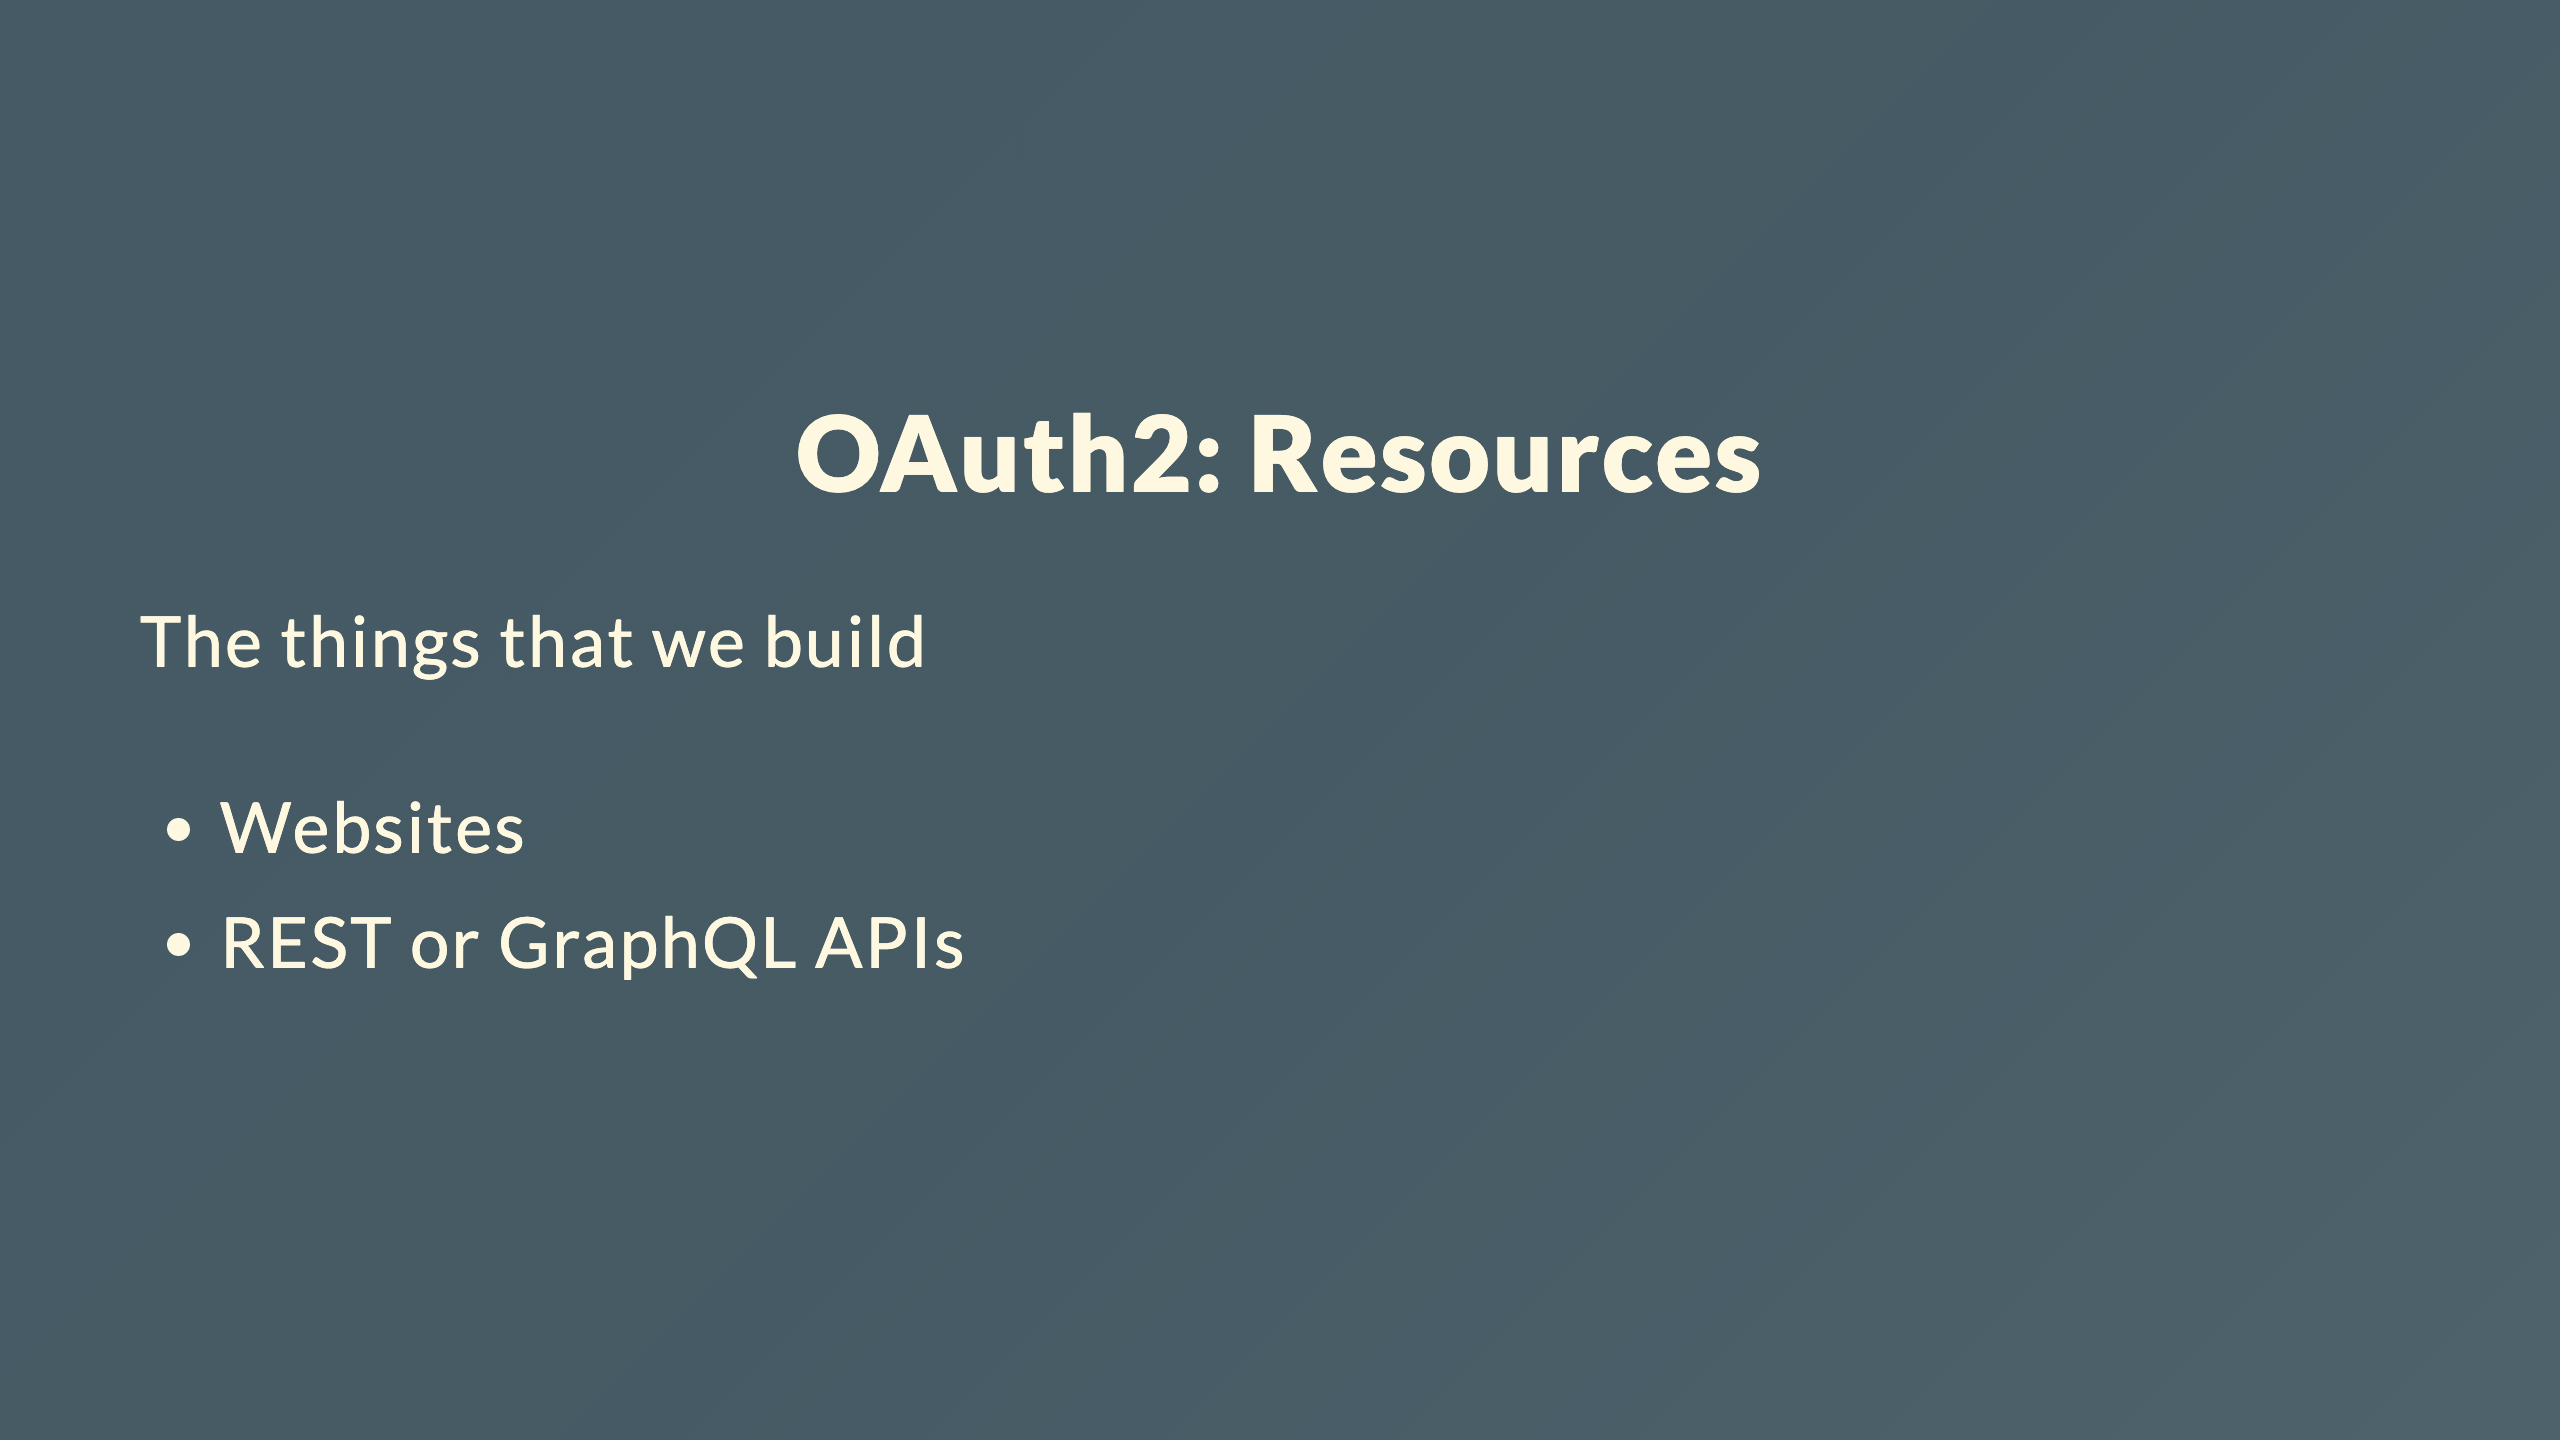 OAuth2: Resources
The things that we build
• Websites
• REST or GraphQL APIs